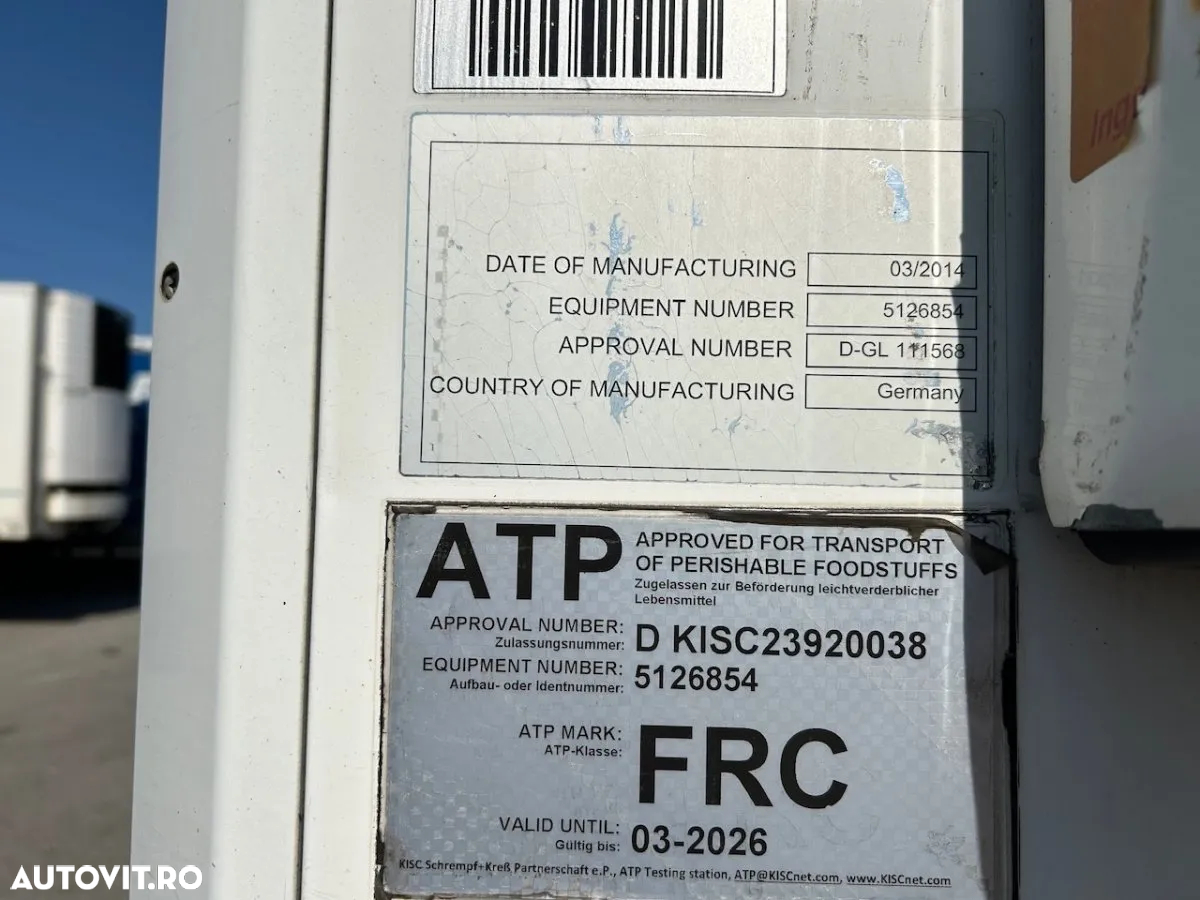 DATE OF MANUFACTURING 03/2014
EQUIPMENT NUMBER 5126854
APPROVAL NUMBER D-GL 111568
COUNTRY OF MANUFACTURING Germany
ATP APPROVED FOR TRANSPORT
OF PERISHABLE FOODSTUFFS
Zugelassen zur Beförderung leichtverderblicher
Lebensmittel
APPROVAL NUMBER: D KISC23920038
Zulassungsnummer:
EQUIPMENT NUMBER: 5126854
Aufbau- oder Identnummer:
ATP MARK: FRC
ATP-Klasse:
VALID UNTIL: 03-2026
Gültig bis:
KISC Schrempf+Kreß Partnerschaft e.P., ATP Testing station, ATP@KISCnet.com, www.KISCnet.com
AUTOVIT.RO